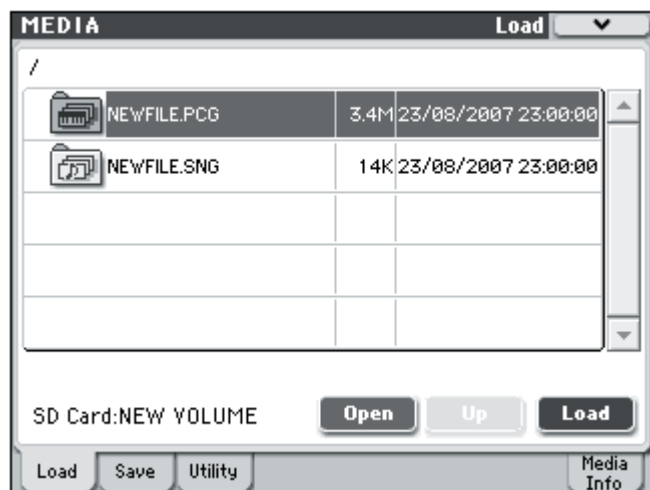 MEDIA Load
/
NEWFILE.PCG 3.4M 23/08/2007 23:00:00
NEWFILE.SNG 14K 23/08/2007 23:00:00
SD Card:NEW VOLUME Open Up Load
Load Save Utility Media
Info